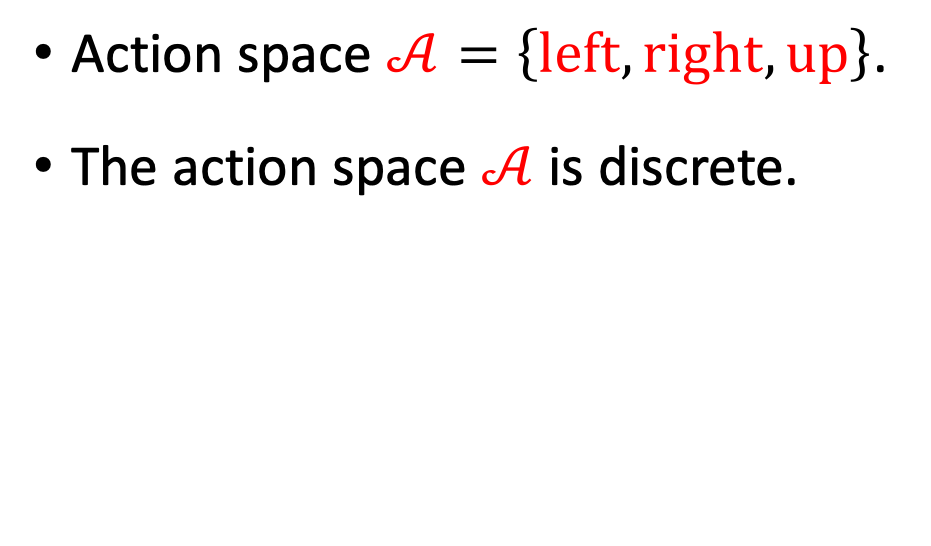 • Action space 𝒜 = {left, right, up}.
• The action space 𝒜 is discrete.